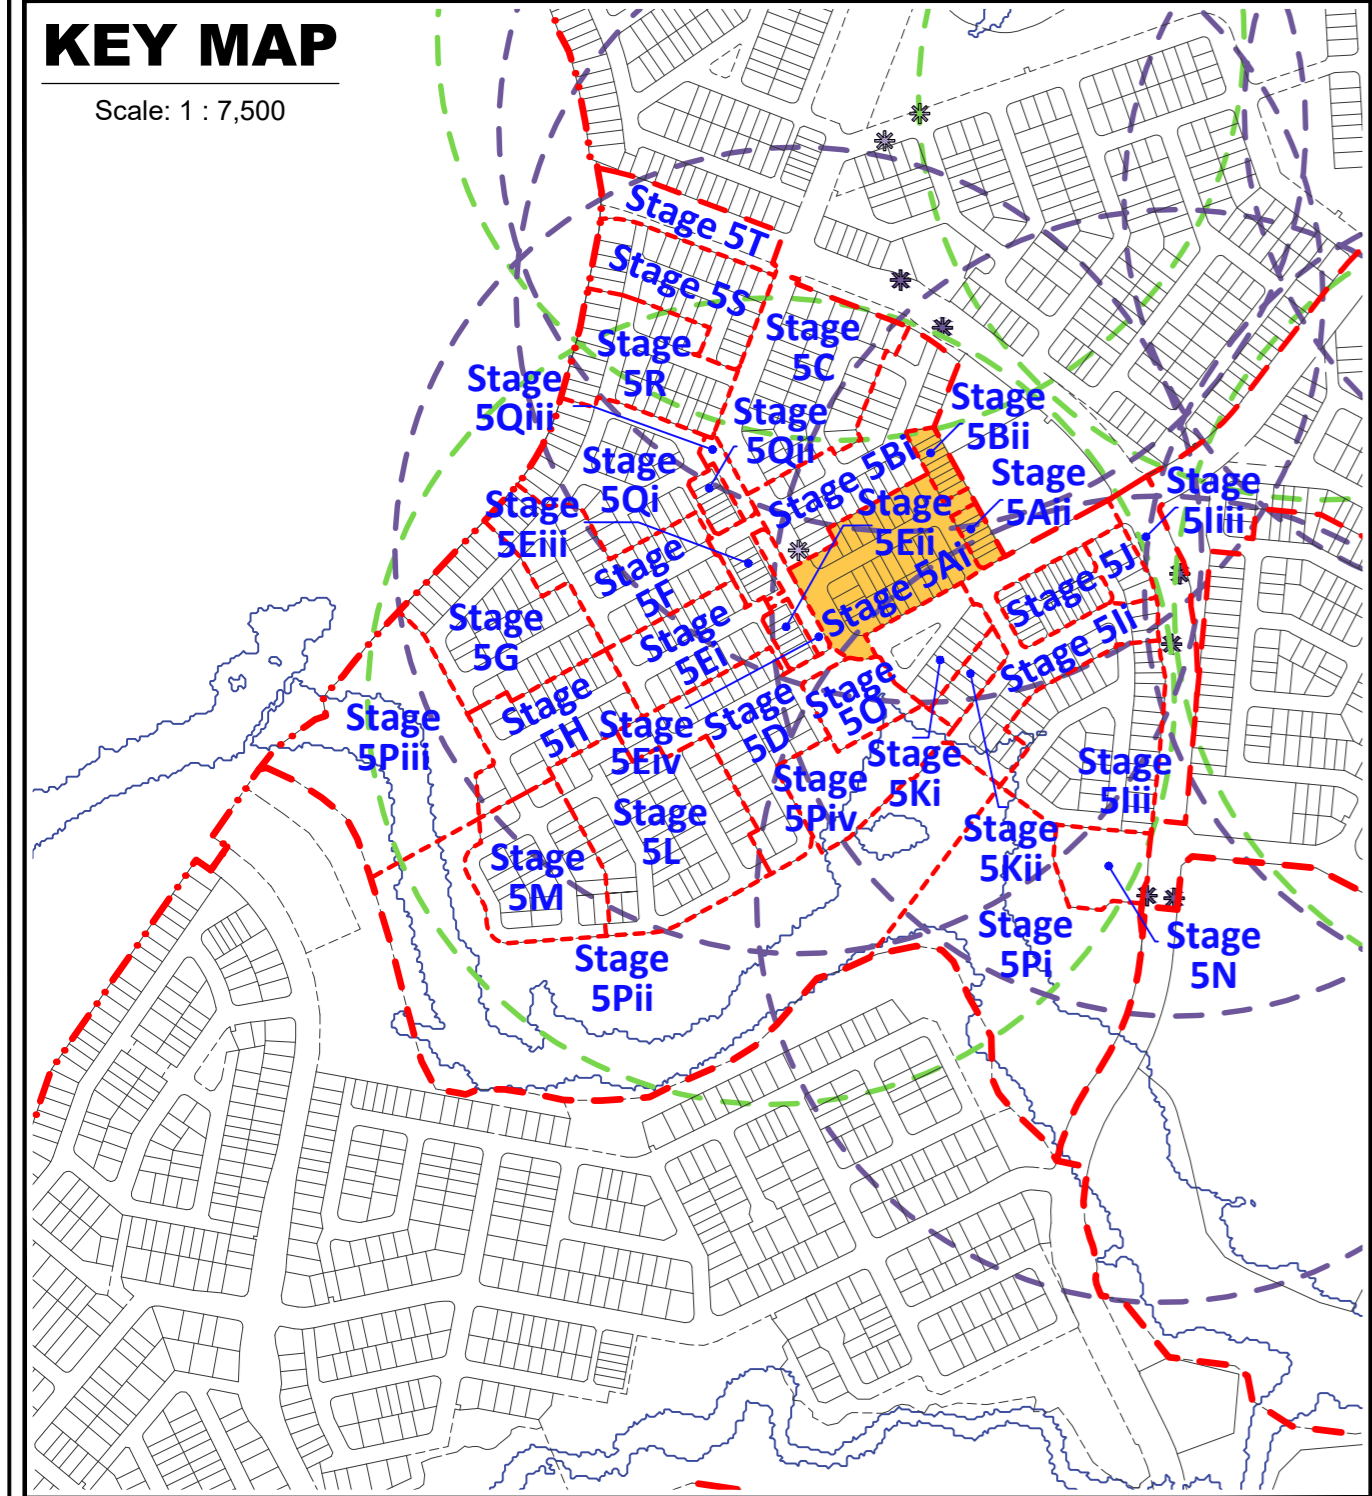 KEY MAP
Scale: 1 : 7,500
Stage 5T
Stage 5S
Stage
5C
Stage
5R
Stage
5Qiii
Stage
5Qii
Stage
5Bii
Stage 5Bi
Stage
5Qi
Stage
5Aii
Stage
5Iiii
Stage
5Eiii
Stage
5Eii
Stage
5F
Stage 5Ai
Stage 5J
Stage
5G
Stage
5Ei
Stage 5Ii
Stage
5H
Stage
5Piii
Stage
5Eiv
Stage
5D
Stage
5O
Stage
5Ki
Stage
5Iii
Stage
5Piv
Stage
5L
Stage
5Kii
Stage
5M
Stage
5Pi
Stage
5N
Stage
5Pii